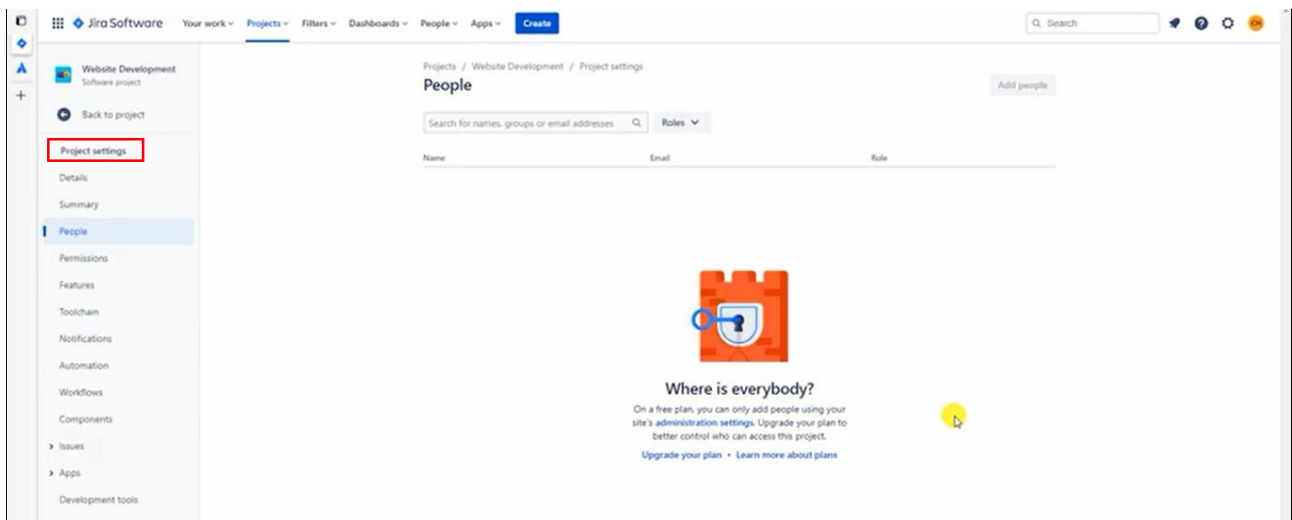 Jira Software Your work Projects Filters Dashboards People Apps Create Search
Website Development
Software project
Back to project
Project settings
Details
Summary
People
Permissions
Features
Toolchain
Notifications
Automation
Workflows
Components
Issues
Apps
Development tools
Projects / Website Development / Project settings
People
Add people
Search for names, groups or email addresses Roles
Name Email Role
Where is everybody?
On a free plan, you can only add people using your
site's administration settings. Upgrade your plan to
better control who can access this project.
Upgrade your plan • Learn more about plans